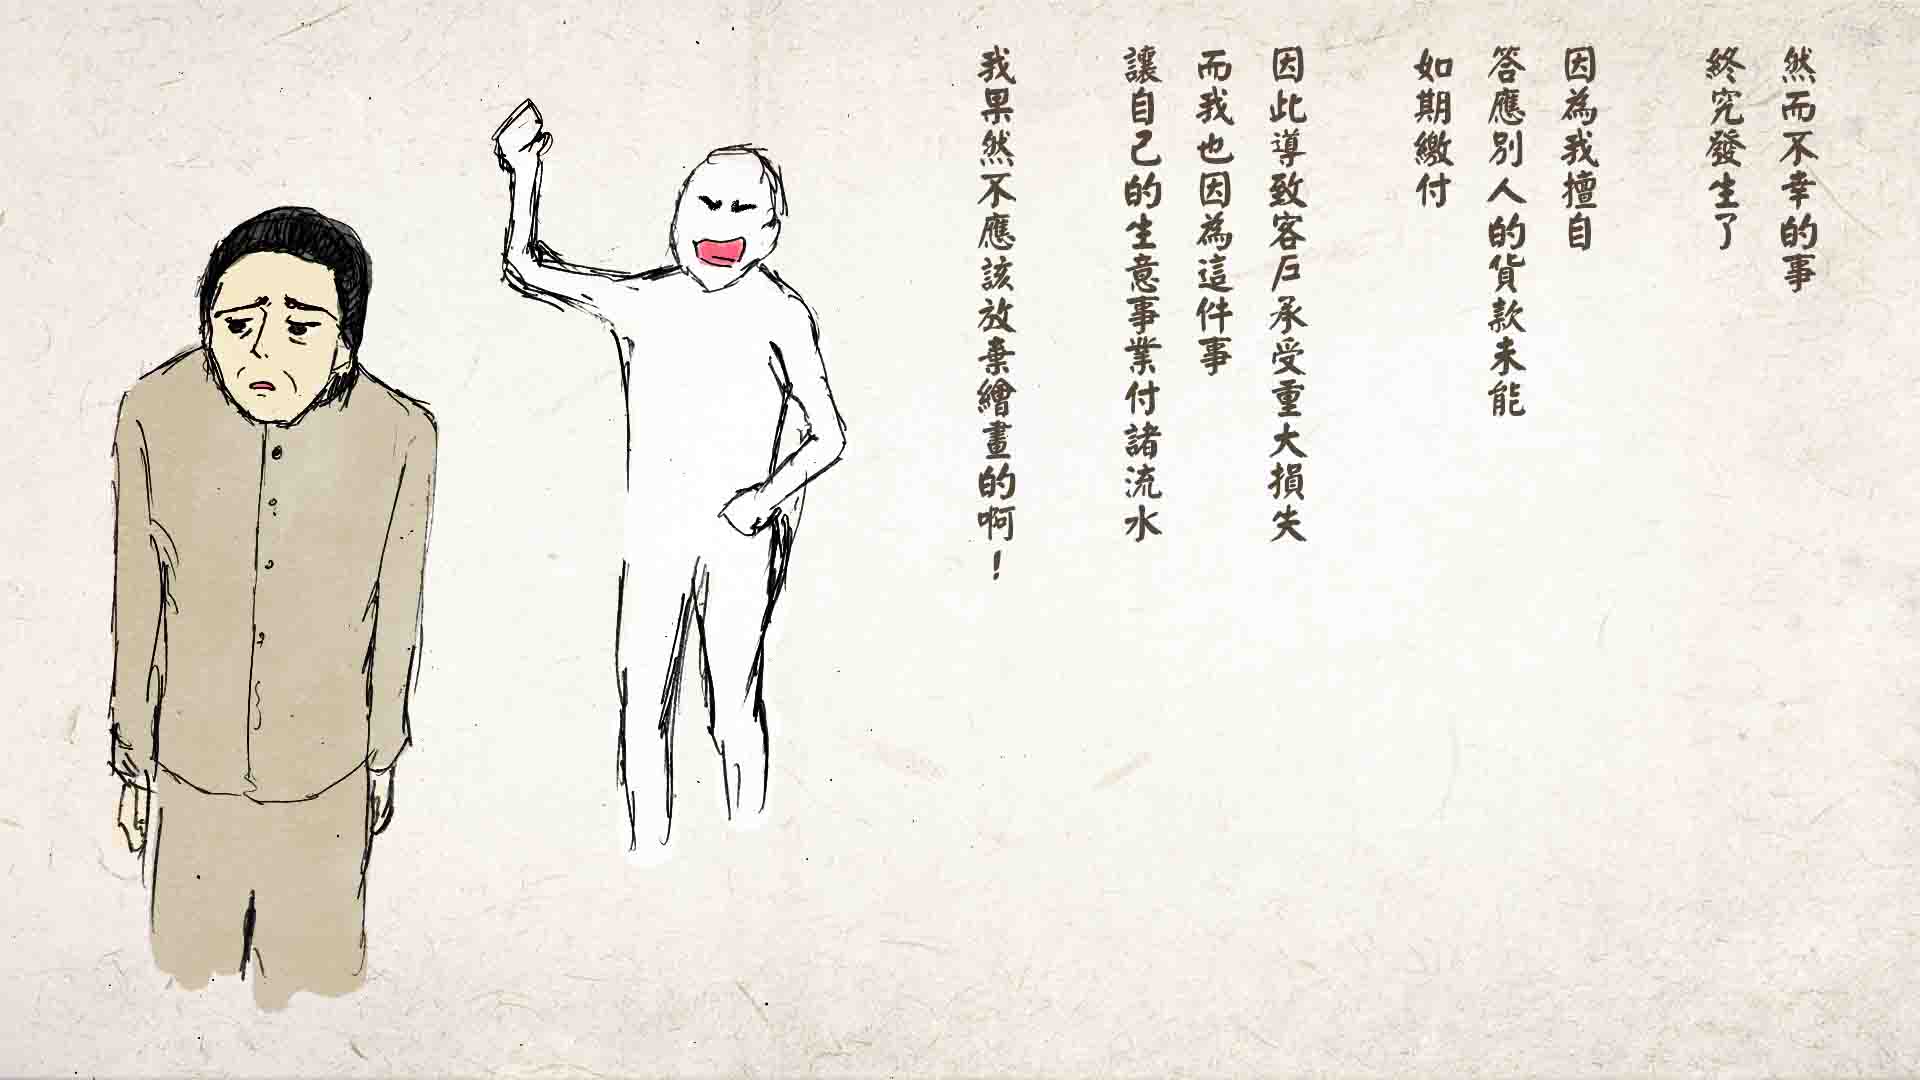 然而不幸的事
終究發生了
因為我擅自
答應別人的貨款未能
如期繳付
因此導致客戶承受重大損失
而我也因為這件事
讓自己的生意事業付諸流水
我果然不應該放棄繪畫的啊！